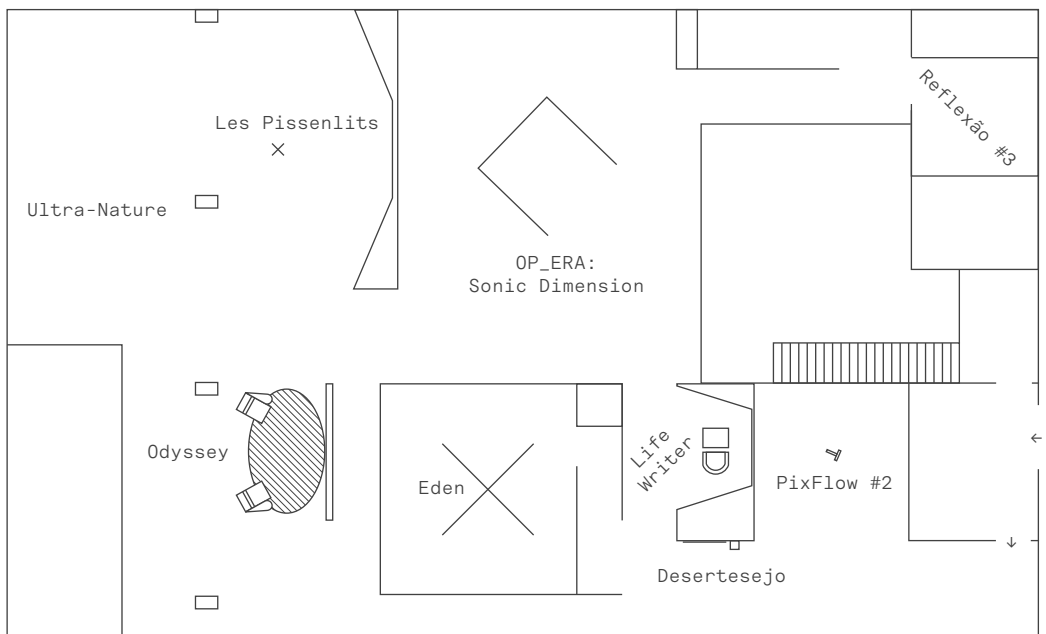 Les Pissenlits
Ultra-Nature
Reflexão #3
OP_ERA:
Sonic Dimension
Odyssey
Eden
Life
Writer
PixFlow #2
Desertesejo